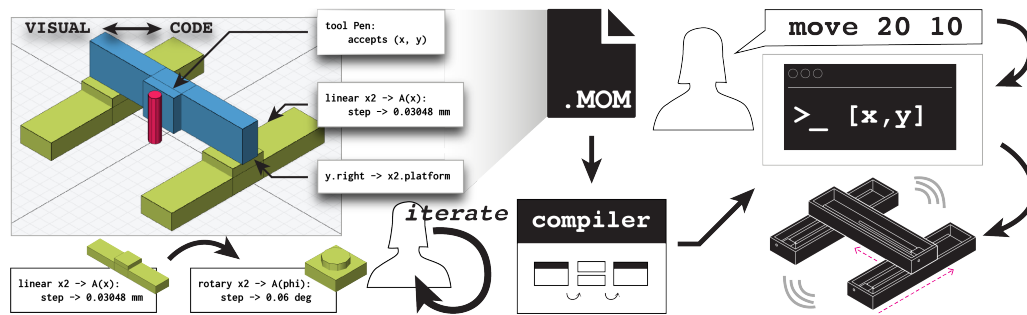 VISUAL CODE
tool Pen:
accepts (x, y)
linear x2 -> A(x):
step -> 0.03048 mm
y.right -> x2.platform
linear x2 -> A(x):
step -> 0.03048 mm
rotary x2 -> A(phi):
step -> 0.06 deg
iterate
.MOM
compiler
move 20 10
>_ [x,y]